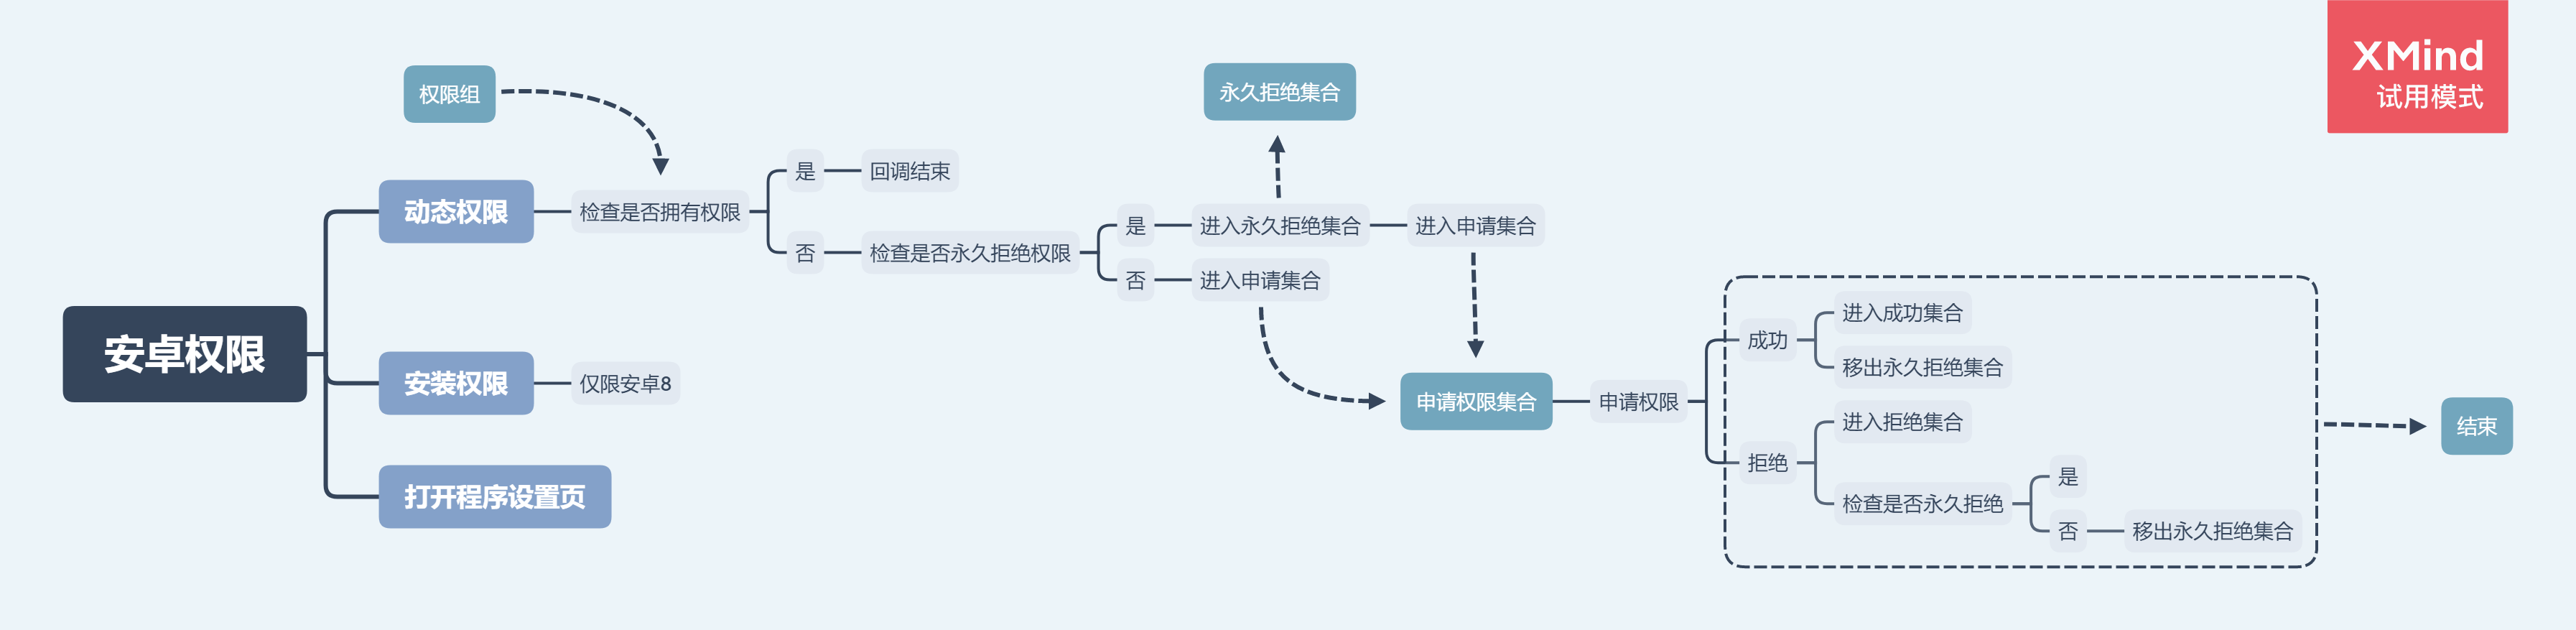 XMind
试用模式
权限组
永久拒绝集合
动态权限
检查是否拥有权限
是
回调结束
否
检查是否永久拒绝权限
是
进入永久拒绝集合
进入申请集合
否
进入申请集合
安卓权限
安装权限
仅限安卓8
打开程序设置页
申请权限集合
申请权限
成功
进入成功集合
移出永久拒绝集合
拒绝
进入拒绝集合
检查是否永久拒绝
是
否
移出永久拒绝集合
结束